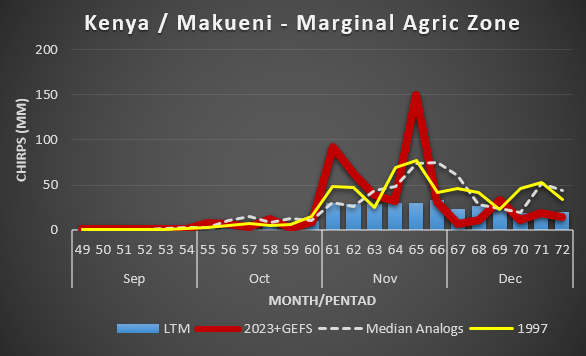 Kenya / Makueni - Marginal Agric Zone
200
150
100
50
0
CHIRPS (MM)
49 50 51 52 53 54 55 56 57 58 59 60 61 62 63 64 65 66 67 68 69 70 71 72
Sep Oct Nov Dec
MONTH/PENTAD
LTM 2023+GEFS Median Analogs 1997